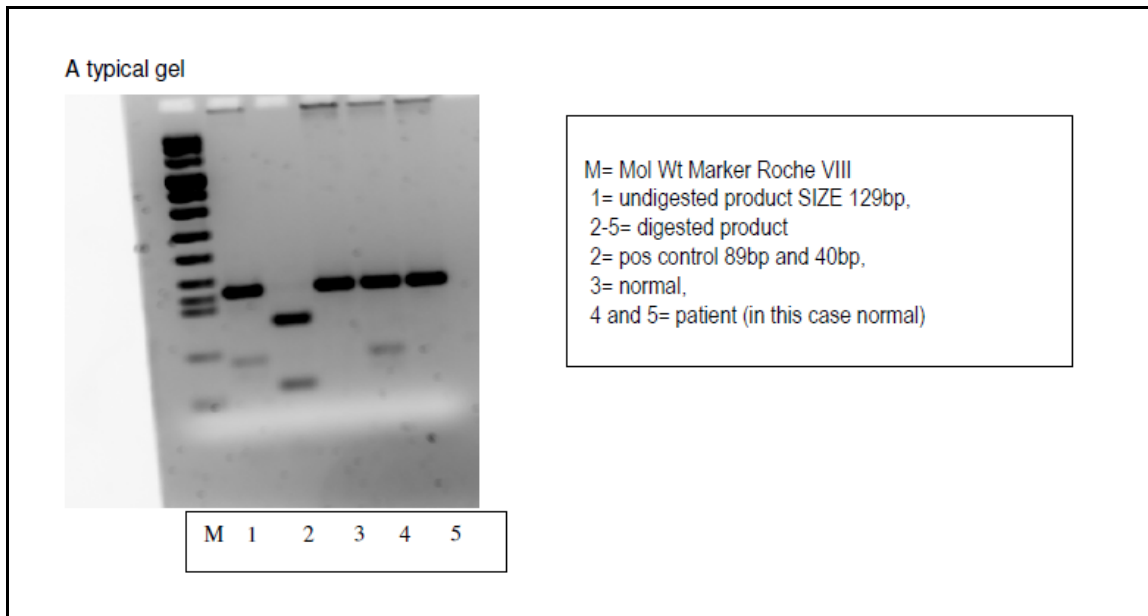 A typical gel
M= Mol Wt Marker Roche VIII
1= undigested product SIZE 129bp,
2-5= digested product
2= pos control 89bp and 40bp,
3= normal,
4 and 5= patient (in this case normal)
M 1 2 3 4 5